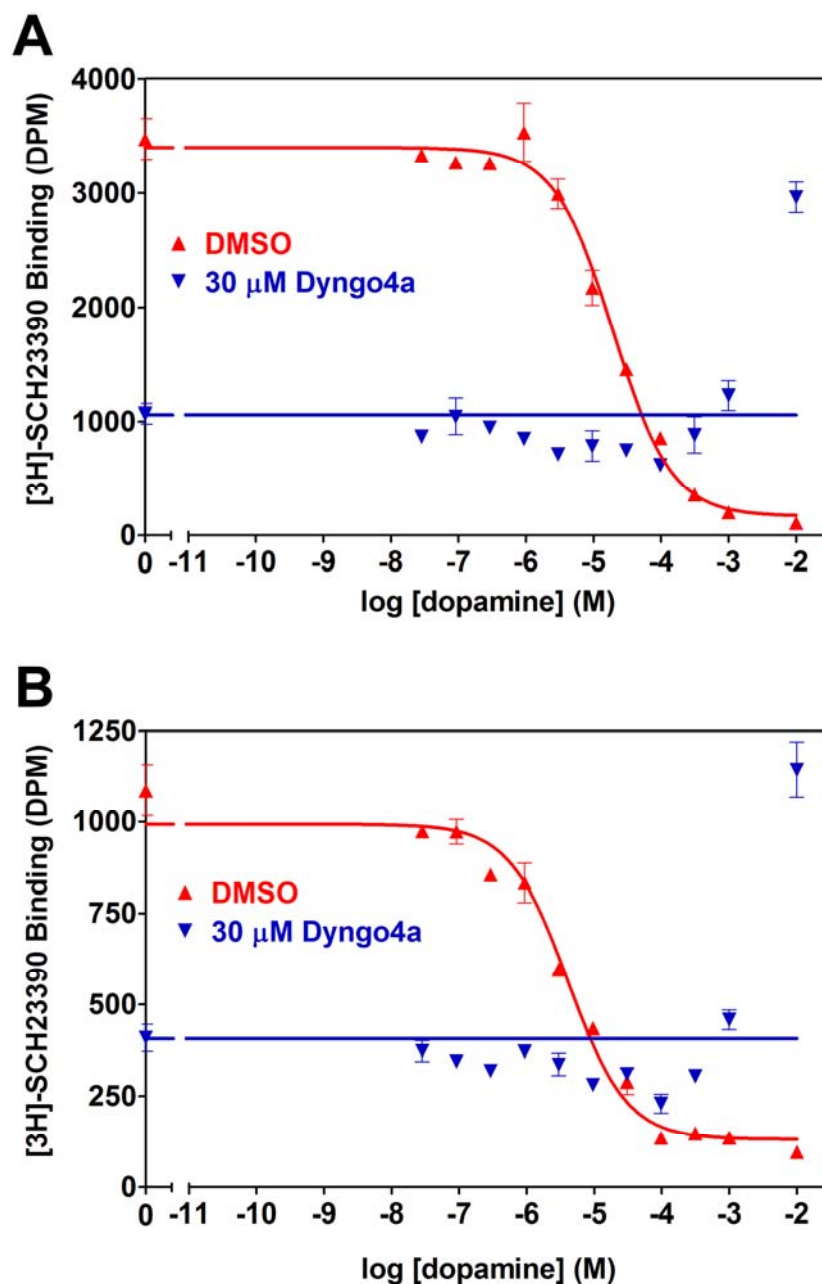 A
[3H]-SCH23390 Binding (DPM)
4000
3000
2000
1000
0
DMSO
30 μM Dyngo4a
0 -11 -10 -9 -8 -7 -6 -5 -4 -3 -2
log [dopamine] (M)
B
[3H]-SCH23390 Binding (DPM)
1250
1000
750
500
250
0
DMSO
30 μM Dyngo4a
0 -11 -10 -9 -8 -7 -6 -5 -4 -3 -2
log [dopamine] (M)